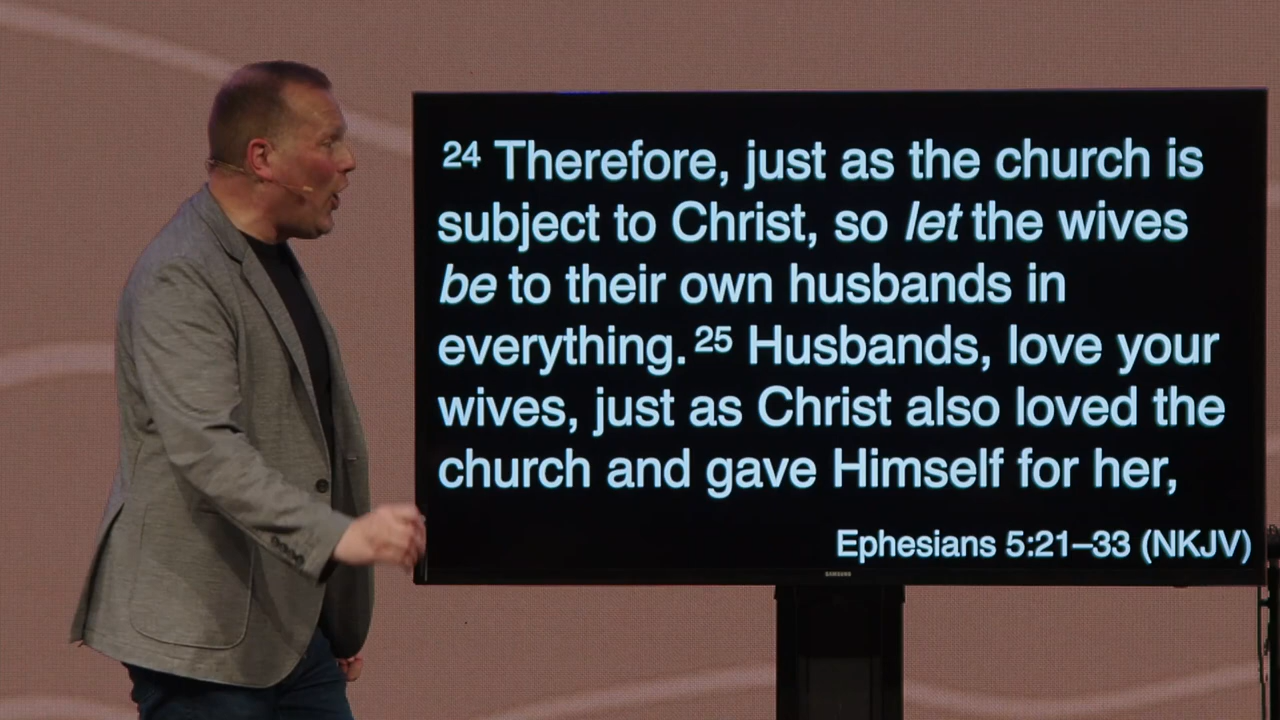 24 Therefore, just as the church is
subject to Christ, so let the wives
be to their own husbands in
everything. 25 Husbands, love your
wives, just as Christ also loved the
church and gave Himself for her,
Ephesians 5:21–33 (NKJV)
SAMSUNG